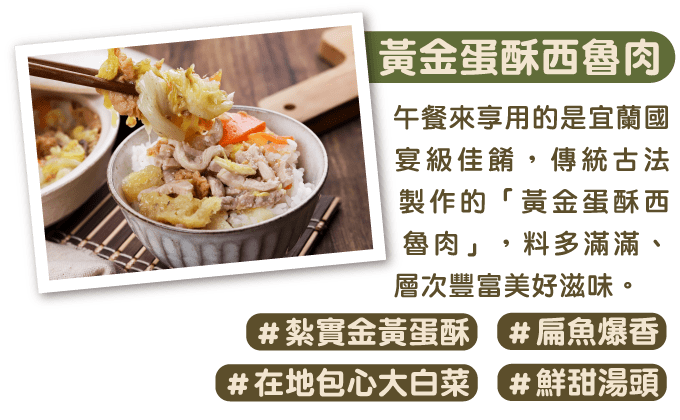 黃金蛋酥西魯肉
午餐來享用的是宜蘭國
宴級佳餚，傳統古法
製作的「黃金蛋酥西
魯肉」，料多滿滿、
層次豐富美好滋味。
#紮實金黃蛋酥 #扁魚爆香
#在地包心大白菜 #鮮甜湯頭